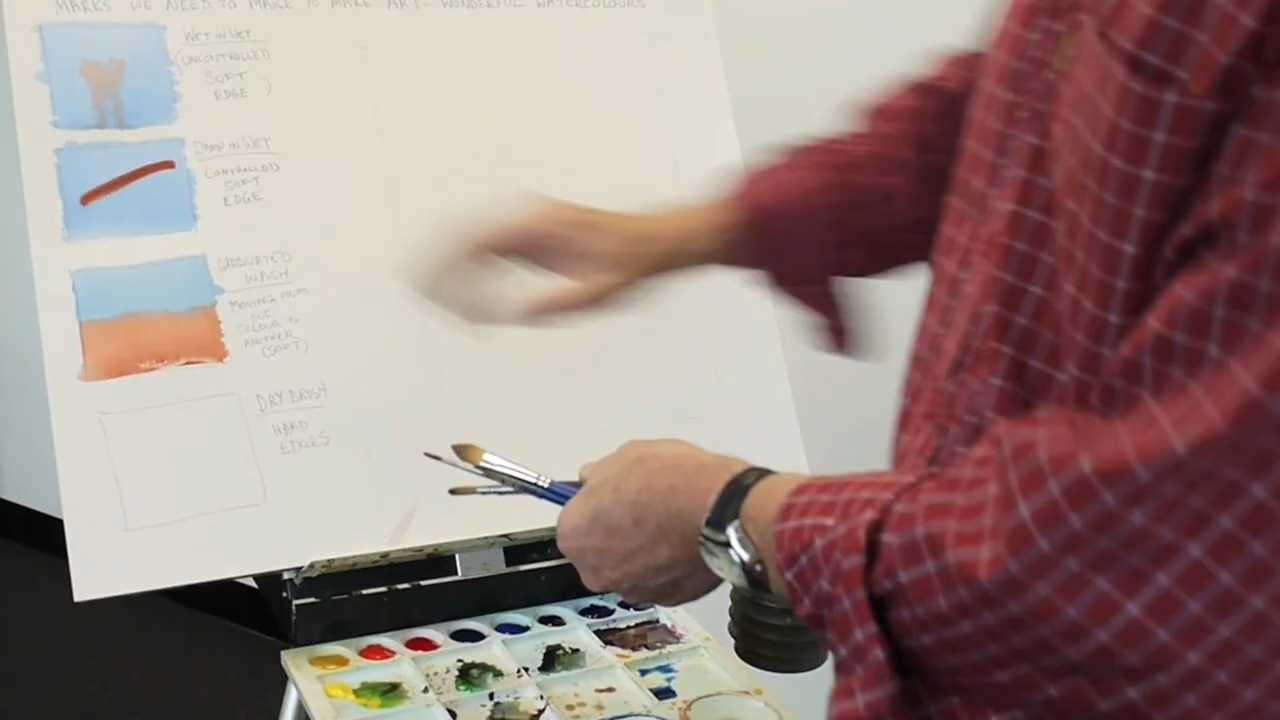 MARKS WE NEED TO MAKE TO MAKE ART - WONDERFUL WATERCOLOURS
WET IN WET
(UNCONTROLLED
SOFT
EDGE )
DAMP IN WET
CONTROLLED
SOFT
EDGE
GRADUATED
WASH
MOVING FROM
ONE
COLOUR TO
ANOTHER
(SOFT)
DRY BRUSH
HARD
EDGES